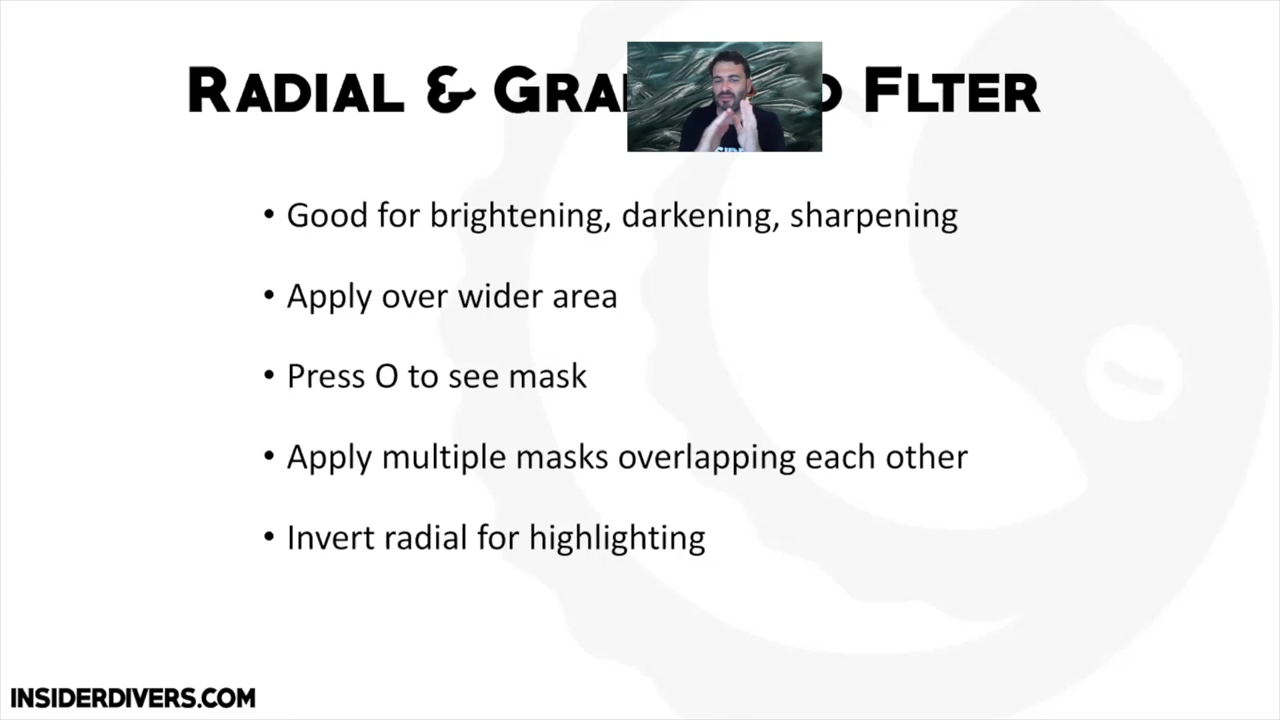 RADIAL & GRA FLTER
• Good for brightening, darkening, sharpening
• Apply over wider area
• Press O to see mask
• Apply multiple masks overlapping each other
• Invert radial for highlighting
INSIDERDIVERS.COM